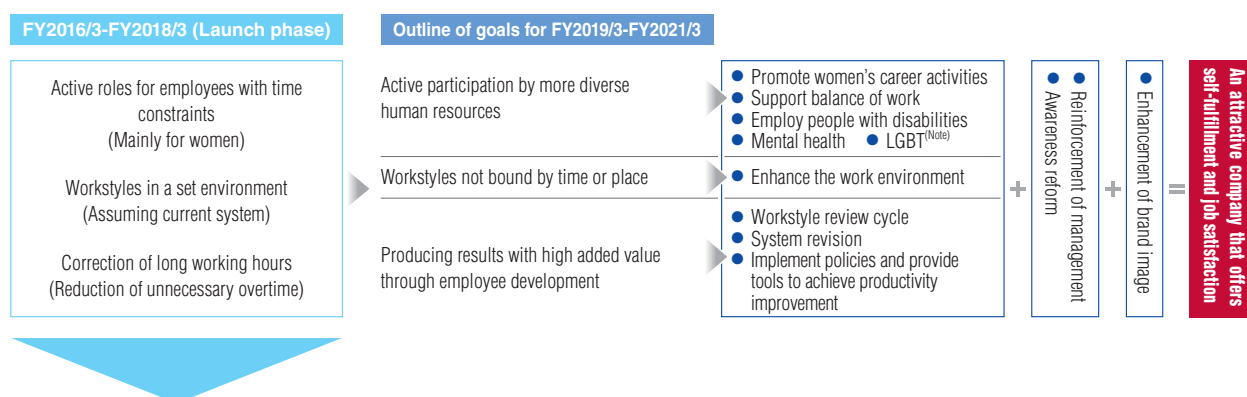 FY2016/3-FY2018/3 (Launch phase)
Active roles for employees with time
constraints
(Mainly for women)
Workstyles in a set environment
(Assuming current system)
Correction of long working hours
(Reduction of unnecessary overtime)
Outline of goals for FY2019/3-FY2021/3
Active participation by more diverse
human resources
● Promote women's career activities
● Support balance of work
● Employ people with disabilities
● Mental health ● LGBT(Note)
Workstyles not bound by time or place
● Enhance the work environment
Producing results with high added value
through employee development
● Workstyle review cycle
● System revision
● Implement policies and provide
tools to achieve productivity
improvement
+
● Reinforcement of management
● Awareness reform
+
● Enhancement of brand image
=
An attractive company that offers
self-fulfillment and job satisfaction